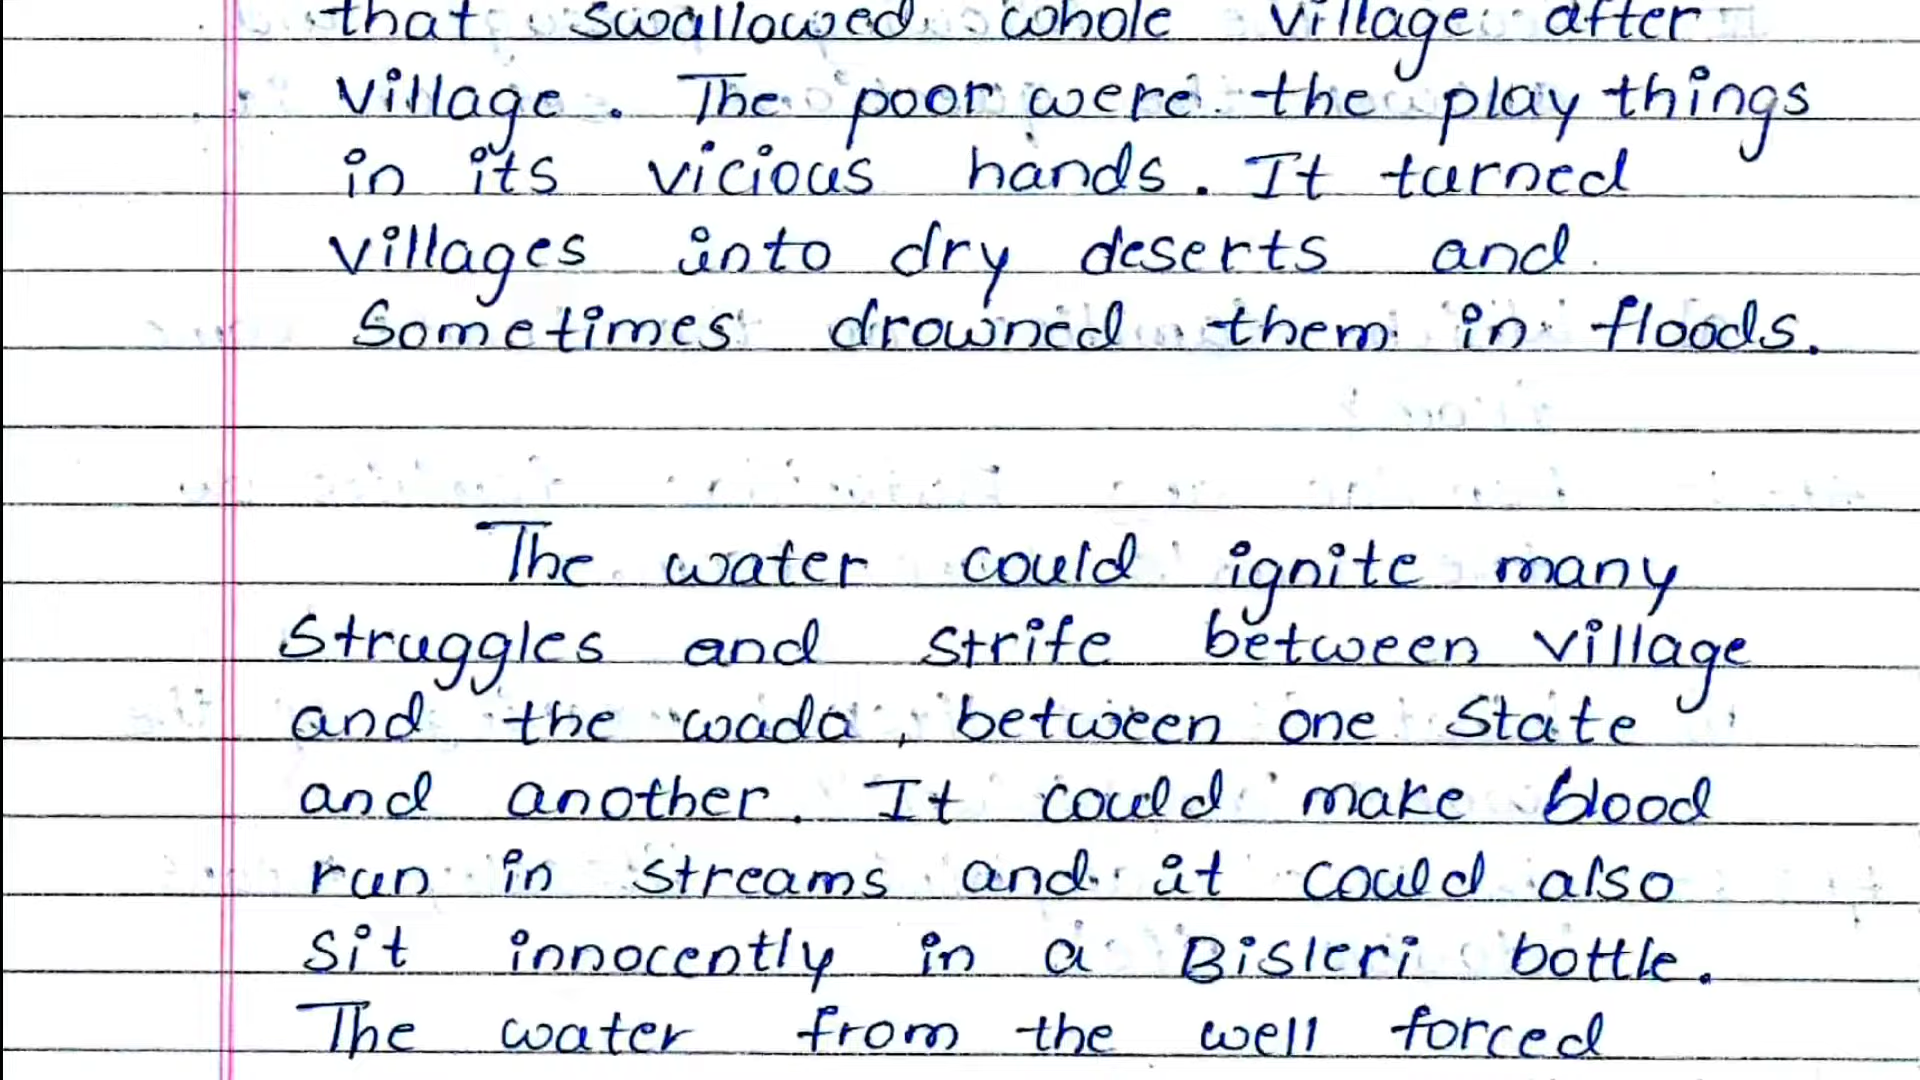 that swallowed whole village after
village. The poor were the play things
in its vicious hands. It turned
villages into dry deserts and
Sometimes drowned them in floods.
The water could ignite many
Struggles and strife between village
and the wada, between one State
and another. It could make blood
run in streams and it could also
sit innocently in a Bisleri bottle.
The water from the well forced